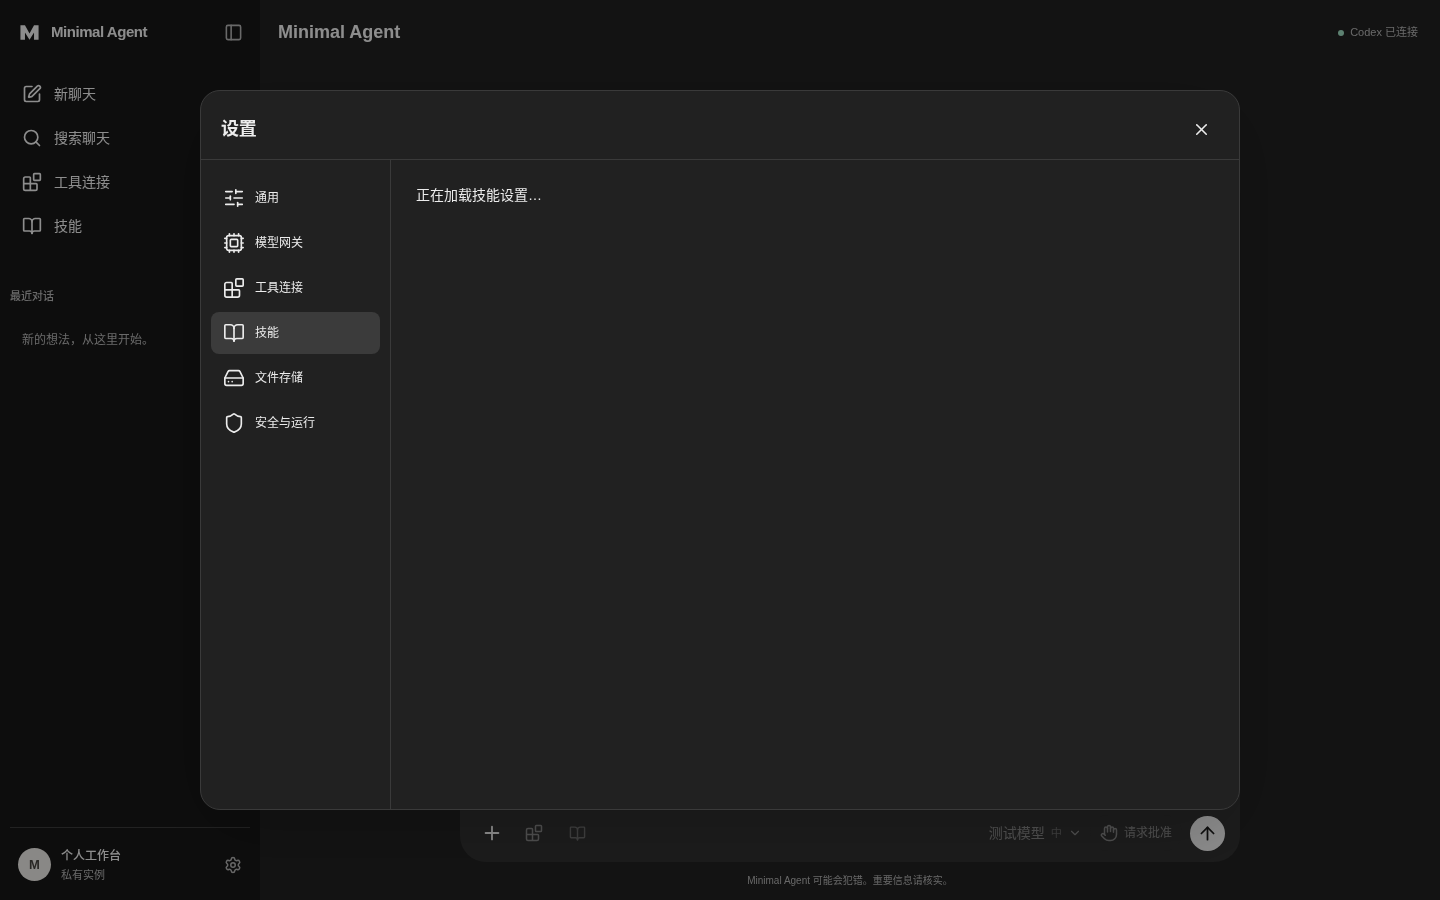 Minimal Agent
Minimal Agent
Codex 已连接
新聊天
搜索聊天
工具连接
技能
最近对话
新的想法，从这里开始。
设置
通用
模型网关
工具连接
技能
文件存储
安全与运行
正在加载技能设置…
测试模型 中
请求批准
M
个人工作台
私有实例
Minimal Agent 可能会犯错。重要信息请核实。